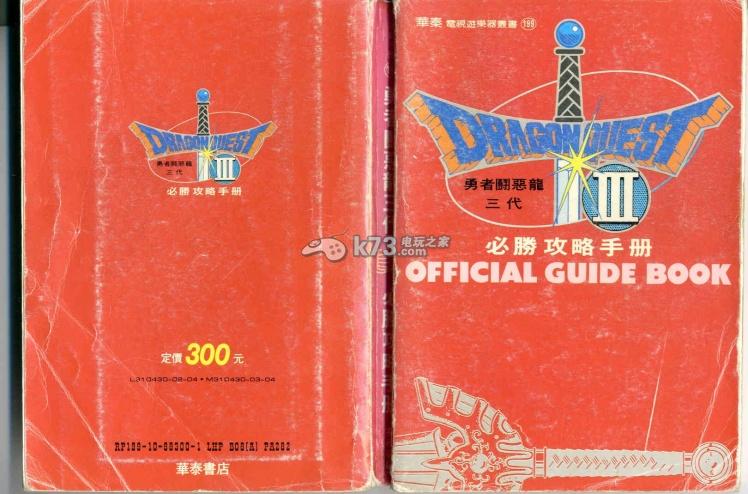 DRAGON QUEST
III
勇者鬪惡龍
三代
必勝攻略手册
定價300元
L310430-02-04・M310430-03-04
華泰書店
k73 电玩之家
華泰 電視遊樂器叢書 199
DRAGON QUEST
勇者鬪惡龍
三代
III
必勝攻略手册
OFFICIAL GUIDE BOOK